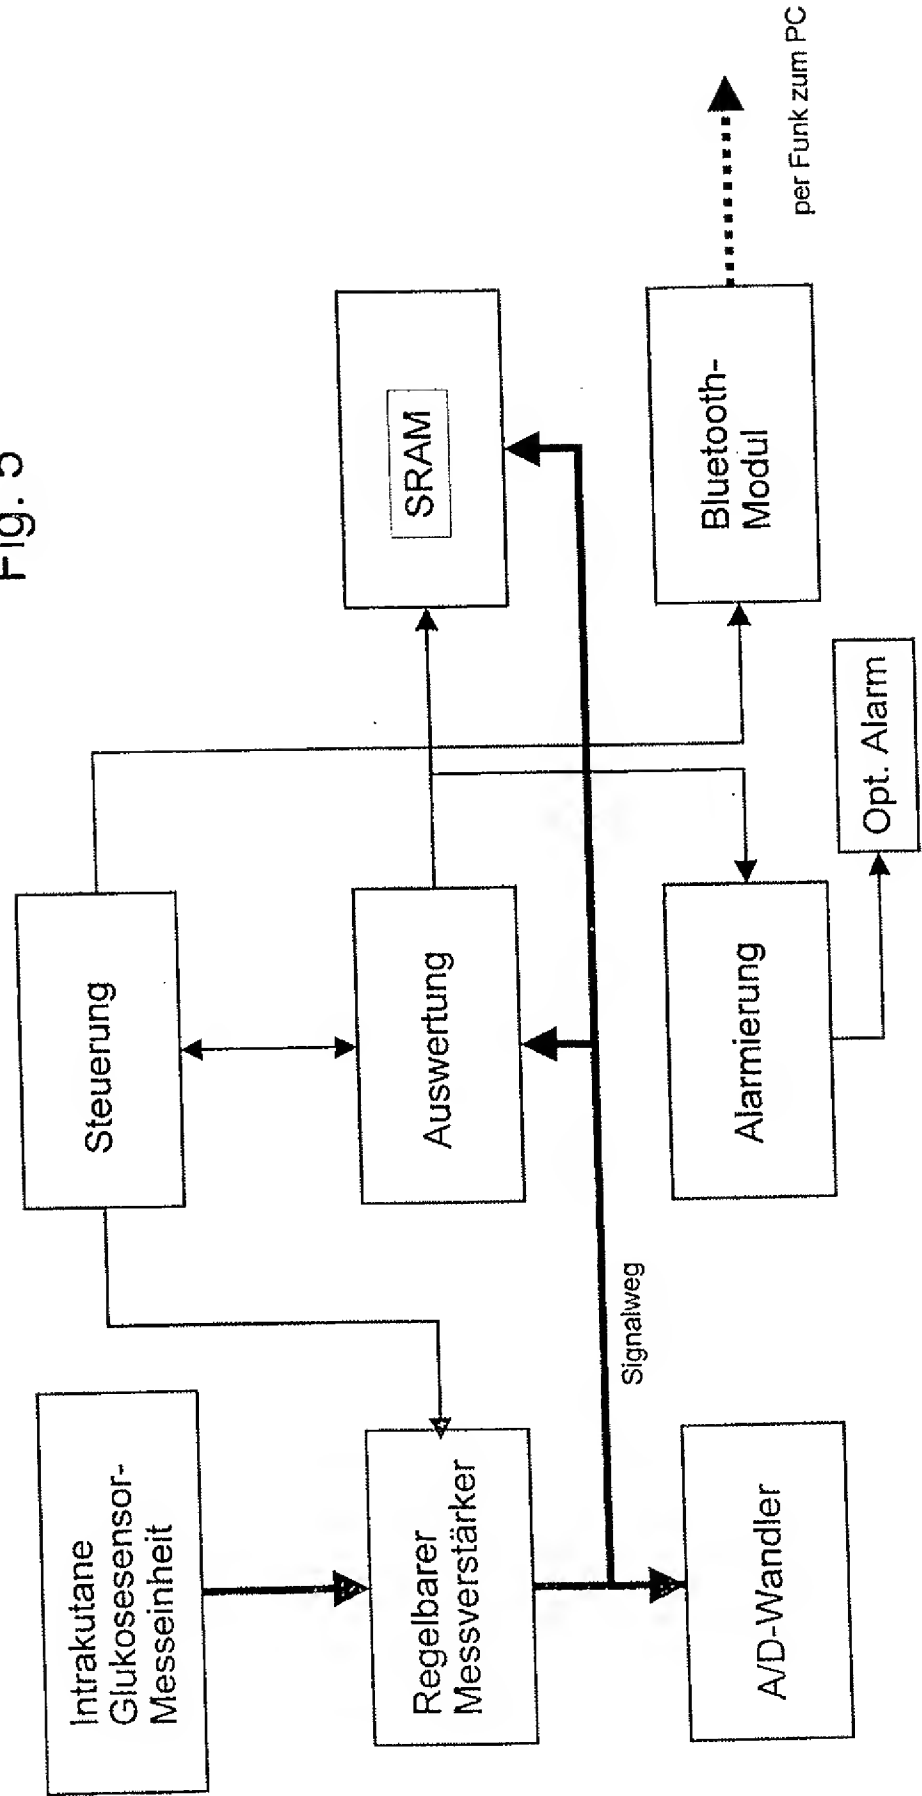 Fig. 5
Intrakutane
Glukosesensor-
Messeinheit
Steuerung
Regelbarer
Messverstärker
Auswertung
SRAM
Signalweg
A/D-Wandler
Alarmierung
Opt. Alarm
Bluetooth-
Modul
per Funk zum PC